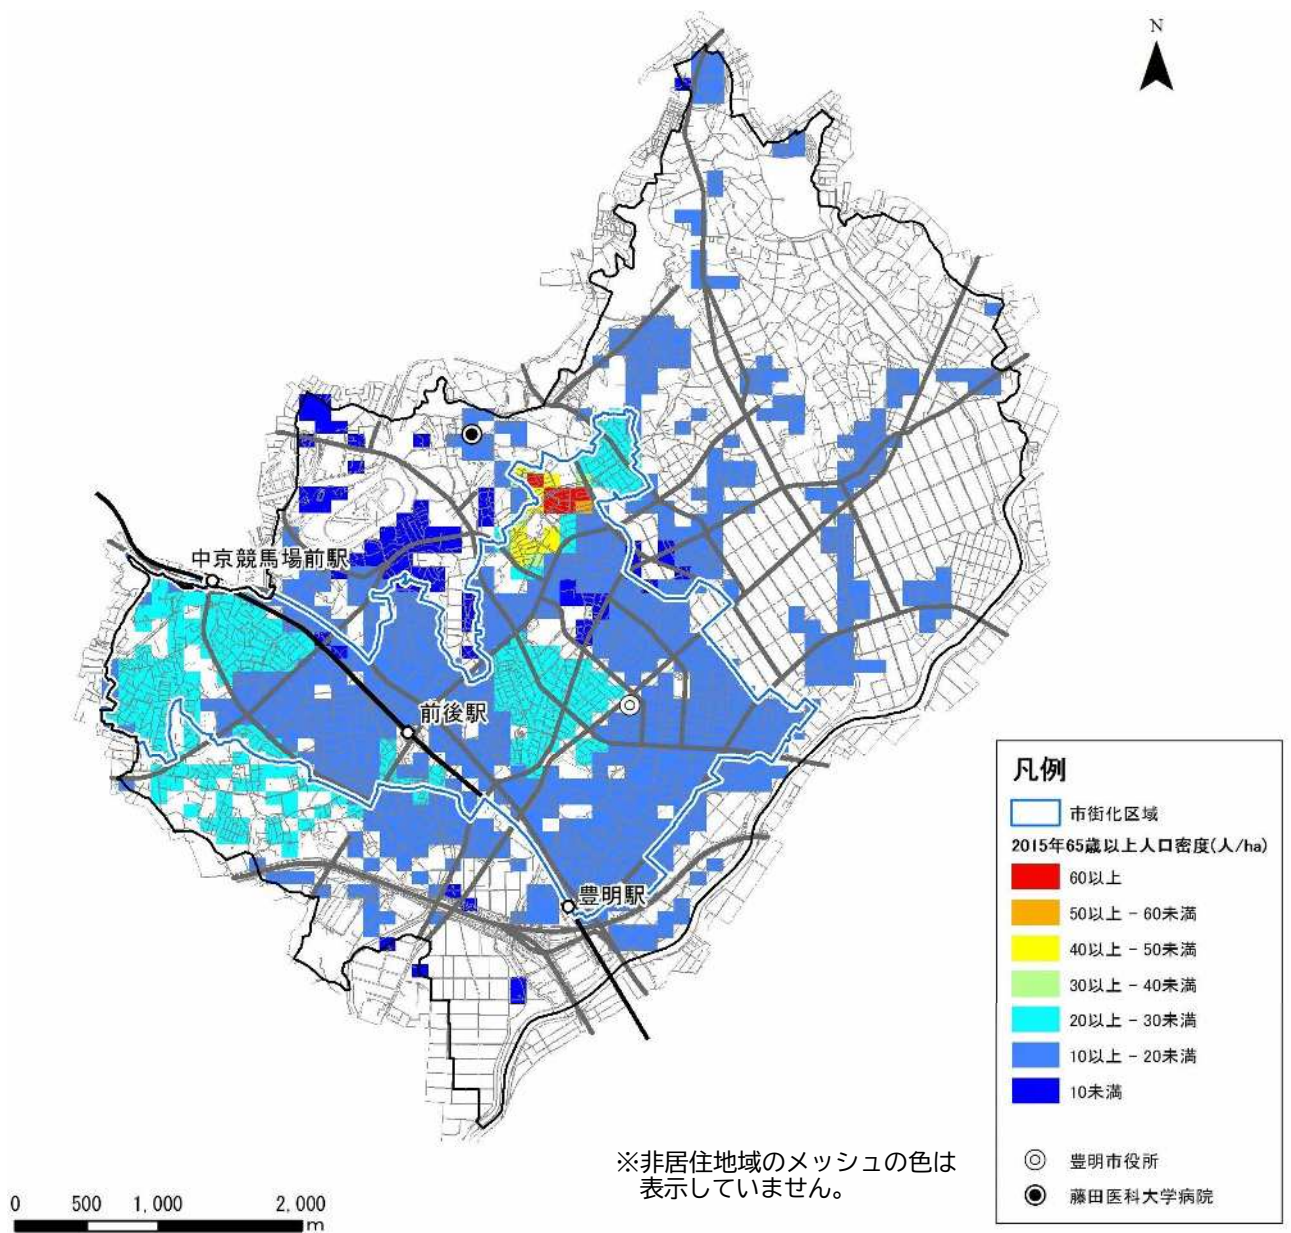 N
中京競馬場前駅
前後駅
豊明駅
凡例
市街化区域
2015年65歳以上人口密度(人/ha)
60以上
50以上 - 60未満
40以上 - 50未満
30以上 - 40未満
20以上 - 30未満
10以上 - 20未満
10未満
豊明市役所
藤田医科大学病院
※非居住地域のメッシュの色は
表示していません。
0 500 1,000 2,000
m